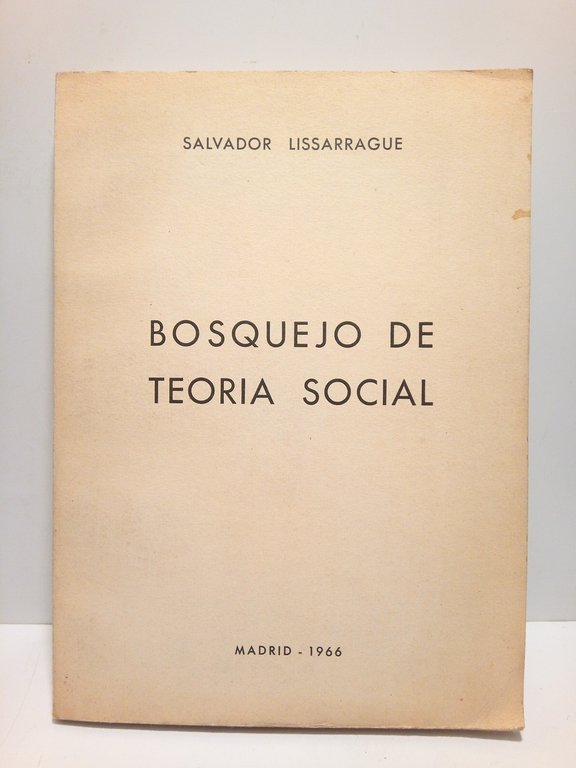 SALVADOR LISSARRAGUE
BOSQUEJO DE
TEORIA SOCIAL
MADRID - 1966